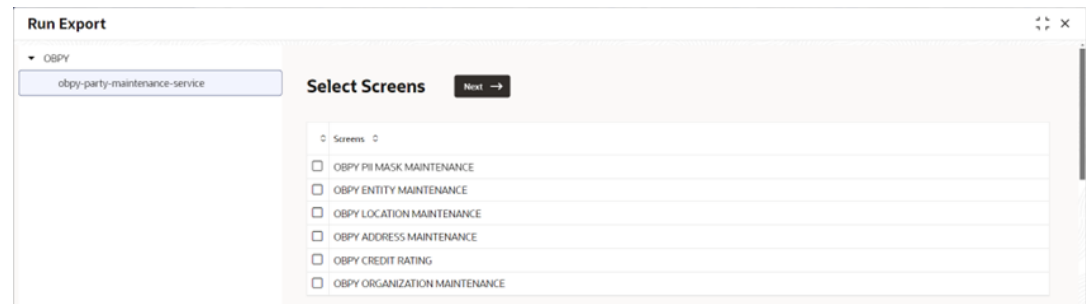 Run Export
OBPY
obpy-party-maintenance-service
Select Screens
Next →
Screens
OBPY PII MASK MAINTENANCE
OBPY ENTITY MAINTENANCE
OBPY LOCATION MAINTENANCE
OBPY ADDRESS MAINTENANCE
OBPY CREDIT RATING
OBPY ORGANIZATION MAINTENANCE